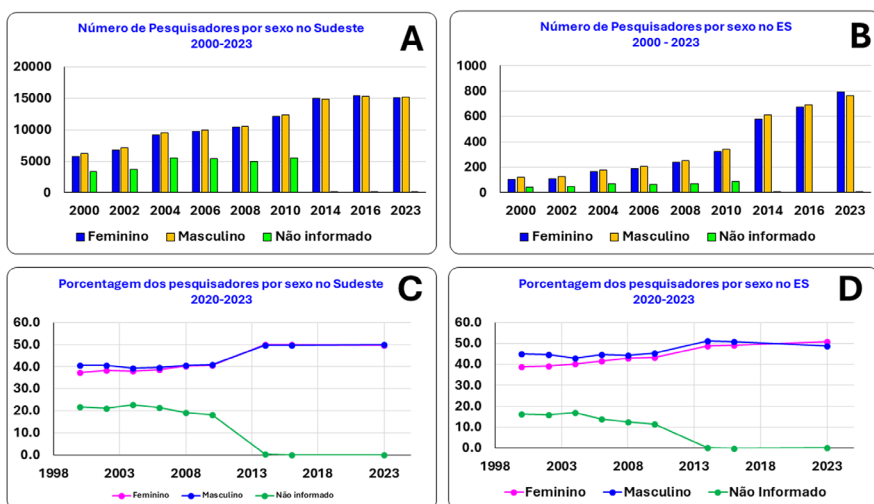 Número de Pesquisadores por sexo no Sudeste
2000-2023
A
20000
15000
10000
5000
0
2000 2002 2004 2006 2008 2010 2014 2016 2023
Feminino Masculino Não informado
Número de Pesquisadores por sexo no ES
2000 - 2023
B
1000
800
600
400
200
0
2000 2002 2004 2006 2008 2010 2014 2016 2023
Feminino Masculino Não informado
Porcentagem dos pesquisadores por sexo no Sudeste
2020-2023
C
60.0
50.0
40.0
30.0
20.0
10.0
0.0
1998 2003 2008 2013 2018 2023
Feminino Masculino Não informado
Porcentagem dos pesquisadores por sexo no ES
2020-2023
D
60.0
50.0
40.0
30.0
20.0
10.0
0.0
1998 2003 2008 2013 2018 2023
Feminino Masculino Não Informado